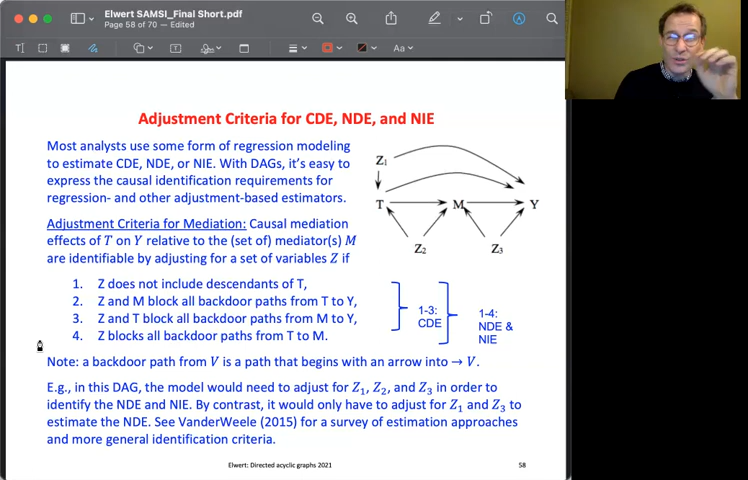 Elwert SAMSI_Final Short.pdf
Page 58 of 70 — Edited
Aa
Adjustment Criteria for CDE, NDE, and NIE
Most analysts use some form of regression modeling
to estimate CDE, NDE, or NIE. With DAGs, it's easy to
express the causal identification requirements for
regression- and other adjustment-based estimators.
Z1
T
M
Y
Z2
Z3
Adjustment Criteria for Mediation: Causal mediation
effects of T on Y relative to the (set of) mediator(s) M
are identifiable by adjusting for a set of variables Z if
1. Z does not include descendants of T,
2. Z and M block all backdoor paths from T to Y,
3. Z and T block all backdoor paths from M to Y,
4. Z blocks all backdoor paths from T to M.
1-3:
CDE
1-4:
NDE &
NIE
Note: a backdoor path from V is a path that begins with an arrow into → V.
E.g., in this DAG, the model would need to adjust for Z1, Z2, and Z3 in order to
identify the NDE and NIE. By contrast, it would only have to adjust for Z1 and Z3 to
estimate the NDE. See VanderWeele (2015) for a survey of estimation approaches
and more general identification criteria.
Elwert: Directed acyclic graphs 2021
58